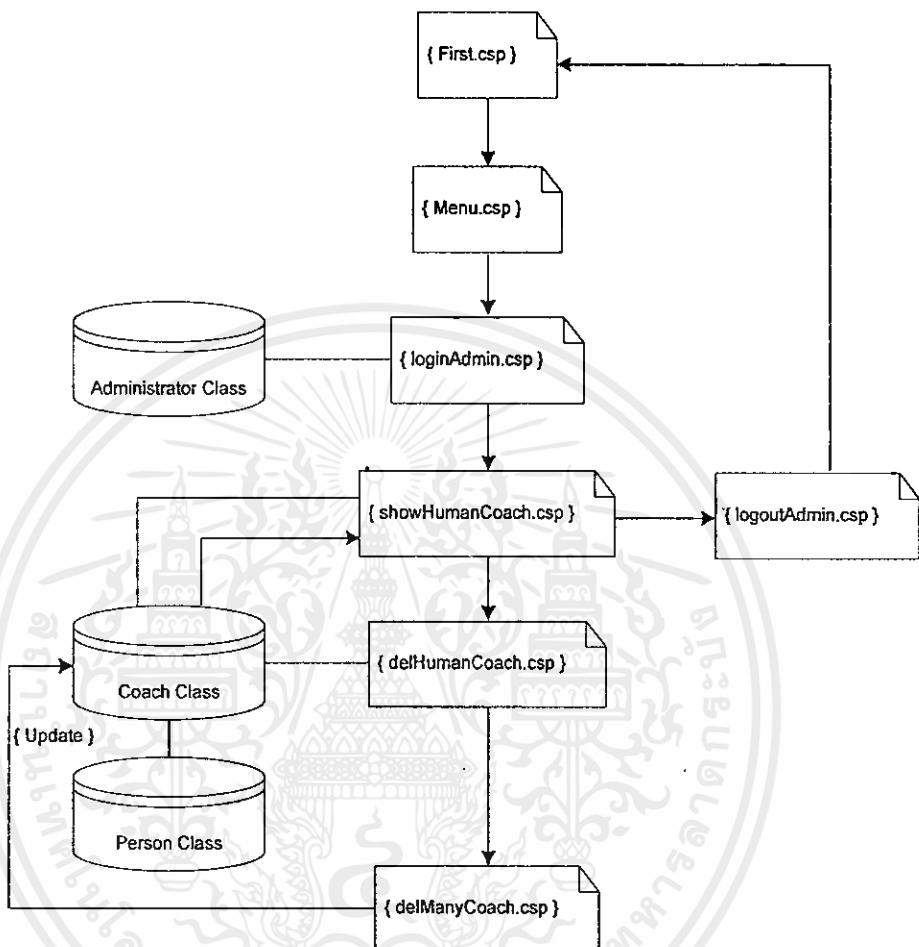 { First.csp }
{ Menu.csp }
{ loginAdmin.csp }
Administrator Class
{ showHumanCoach.csp }
{ logoutAdmin.csp }
{ delHumanCoach.csp }
Coach Class
{ Update }
Person Class
{ delManyCoach.csp }